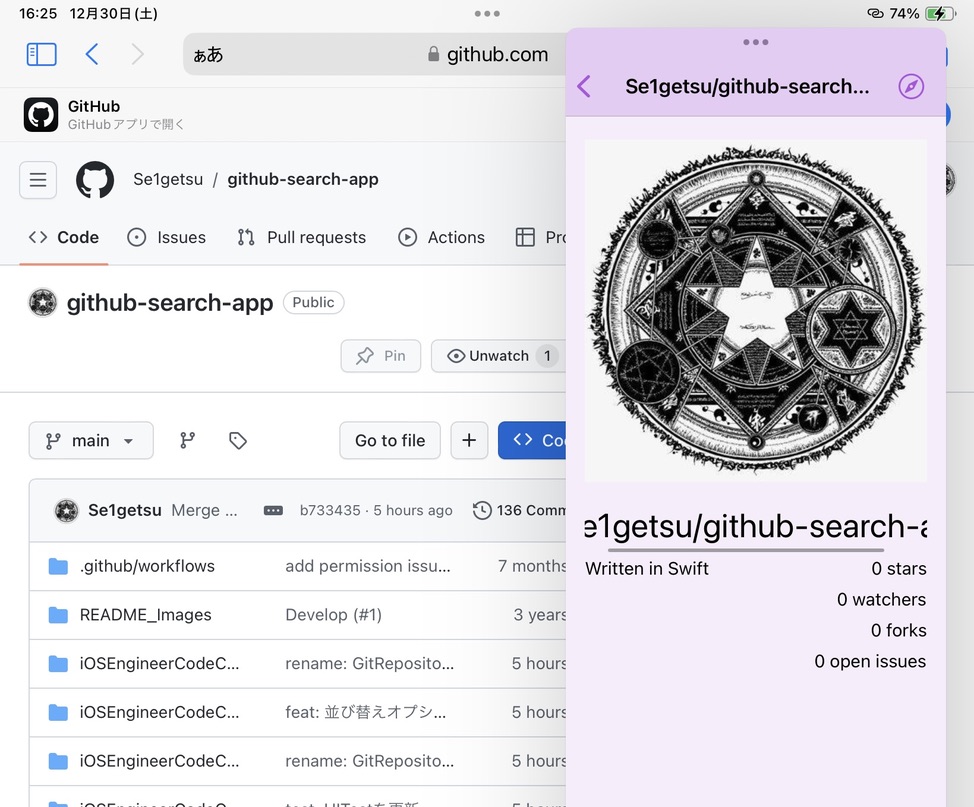 16:25 12月30日(土)
74%
ぁあ github.com
GitHub
GitHubアプリで開く
Se1getsu / github-search-app
Code Issues Pull requests Actions
github-search-app Public
Pin Unwatch 1
main Go to file
Se1getsu Merge ... b733435 · 5 hours ago 136
.github/workflows add permission issu... 7 months
README_Images Develop (#1) 3 years
iOSEngineerCodeC... rename: GitReposito... 5 hours
iOSEngineerCodeC... feat: 並び替えオプシ... 5 hours
iOSEngineerCodeC... rename: GitReposito... 5 hours
Se1getsu/github-search...
e1getsu/github-search-a
Written in Swift 0 stars
0 watchers
0 forks
0 open issues